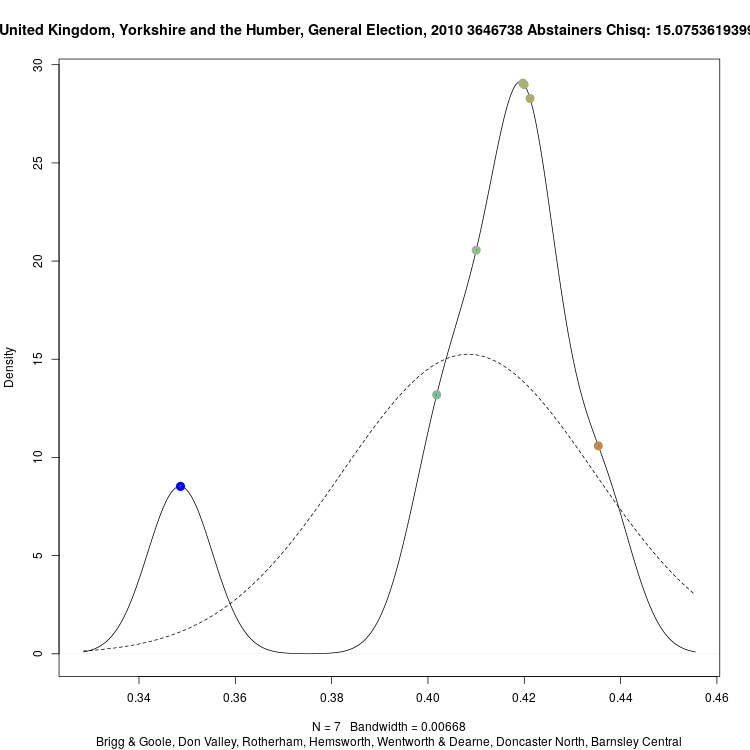 United Kingdom, Yorkshire and the Humber, General Election, 2010 3646738 Abstainers Chisq: 15.0753619399
30
25
20
15
10
5
0
Density
0.34 0.36 0.38 0.40 0.42 0.44 0.46
N = 7 Bandwidth = 0.00668
Brigg & Goole, Don Valley, Rotherham, Hemsworth, Wentworth & Dearne, Doncaster North, Barnsley Central